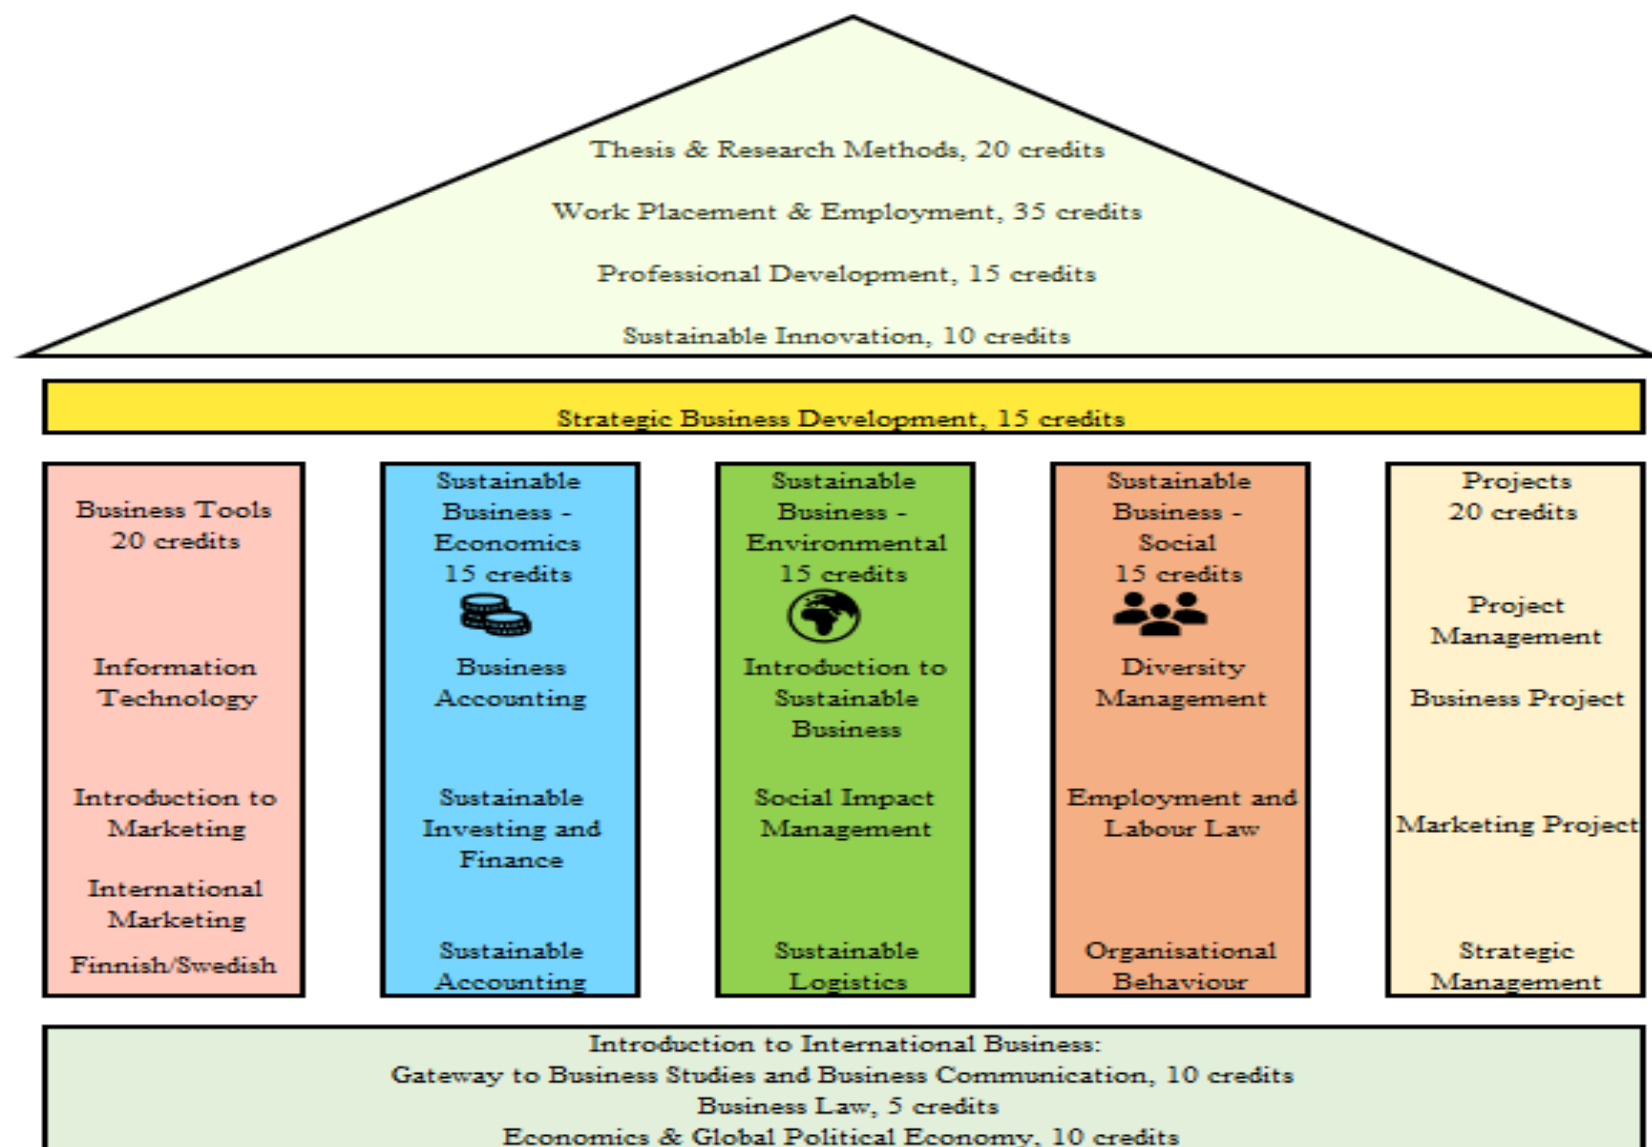 Thesis & Research Methods, 20 credits
Work Placement & Employment, 35 credits
Professional Development, 15 credits
Sustainable Innovation, 10 credits
Strategic Business Development, 15 credits
Business Tools
20 credits
Information
Technology
Introduction to
Marketing
International
Marketing
Finnish/Swedish
Sustainable
Business -
Economics
15 credits
Business
Accounting
Sustainable
Investing and
Finance
Sustainable
Accounting
Sustainable
Business -
Environmental
15 credits
Introduction to
Sustainable
Business
Social Impact
Management
Sustainable
Logistics
Sustainable
Business -
Social
15 credits
Diversity
Management
Employment and
Labour Law
Organisational
Behaviour
Projects
20 credits
Project
Management
Business Project
Marketing Project
Strategic
Management
Introduction to International Business:
Gateway to Business Studies and Business Communication, 10 credits
Business Law, 5 credits
Economics & Global Political Economy, 10 credits